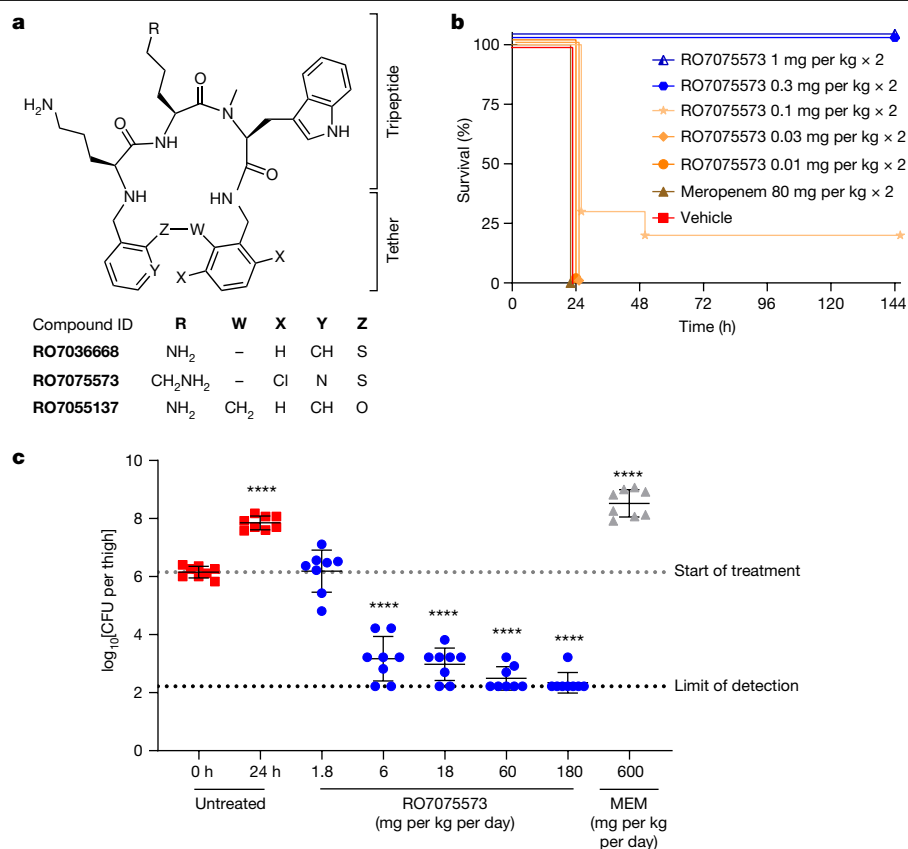 a
R
H2N
O
N
NH
O
NH
HN
O
Z
W
Y
X
X
Tripeptide
Tether
Compound ID R W X Y Z
RO7036668 NH2 – H CH S
RO7075573 CH2NH2 – Cl N S
RO7055137 NH2 CH2 H CH O
b
Survival (%)
100
75
50
25
0
0 24 48 72 96 120 144
Time (h)
RO7075573 1 mg per kg × 2
RO7075573 0.3 mg per kg × 2
RO7075573 0.1 mg per kg × 2
RO7075573 0.03 mg per kg × 2
RO7075573 0.01 mg per kg × 2
Meropenem 80 mg per kg × 2
Vehicle
c
log10[CFU per thigh]
10
8
6
4
2
0
****
****
****
****
****
****
Start of treatment
Limit of detection
0 h 24 h 1.8 6 18 60 180 600
Untreated RO7075573 MEM
(mg per kg per day) (mg per kg
per day)